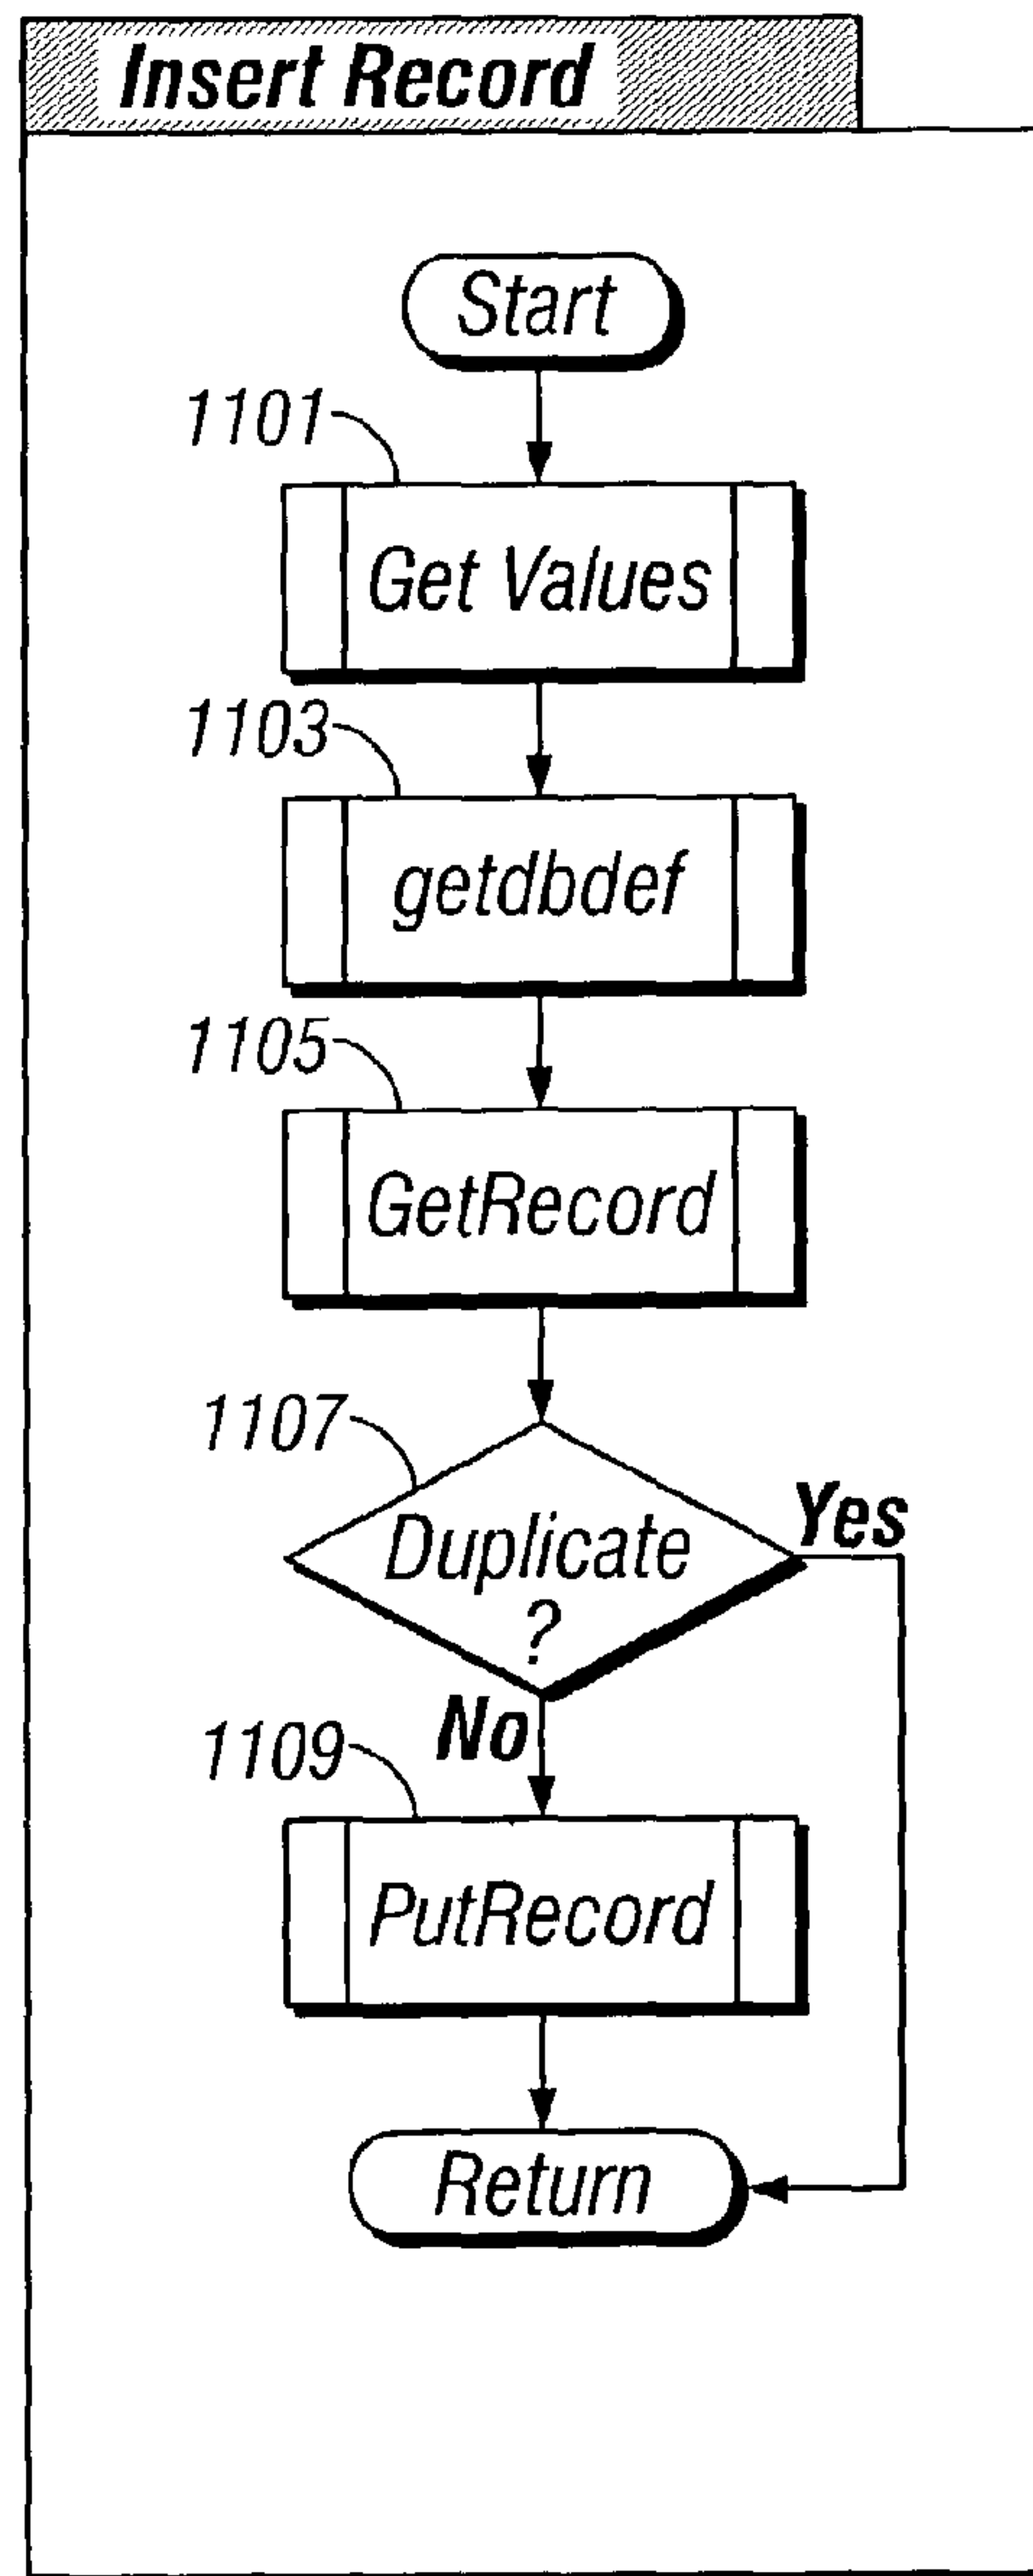 Insert Record
Start
1101
Get Values
1103
getdbdef
1105
GetRecord
1107
Duplicate
?
Yes
No
1109
PutRecord
Return